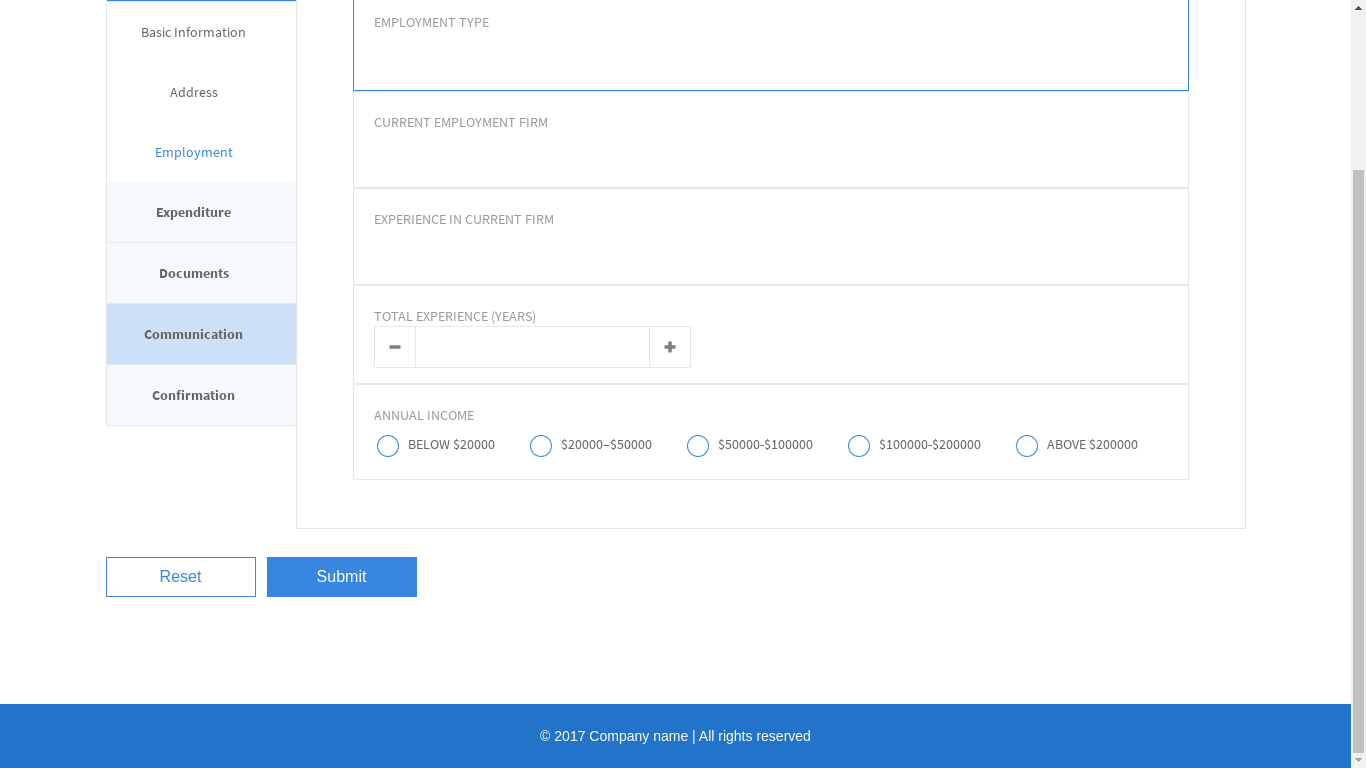 Basic Information
Address
Employment
Expenditure
Documents
Communication
Confirmation
EMPLOYMENT TYPE
CURRENT EMPLOYMENT FIRM
EXPERIENCE IN CURRENT FIRM
TOTAL EXPERIENCE (YEARS)
ANNUAL INCOME
BELOW $20000 $20000–$50000 $50000-$100000 $100000-$200000 ABOVE $200000
Reset Submit
© 2017 Company name | All rights reserved